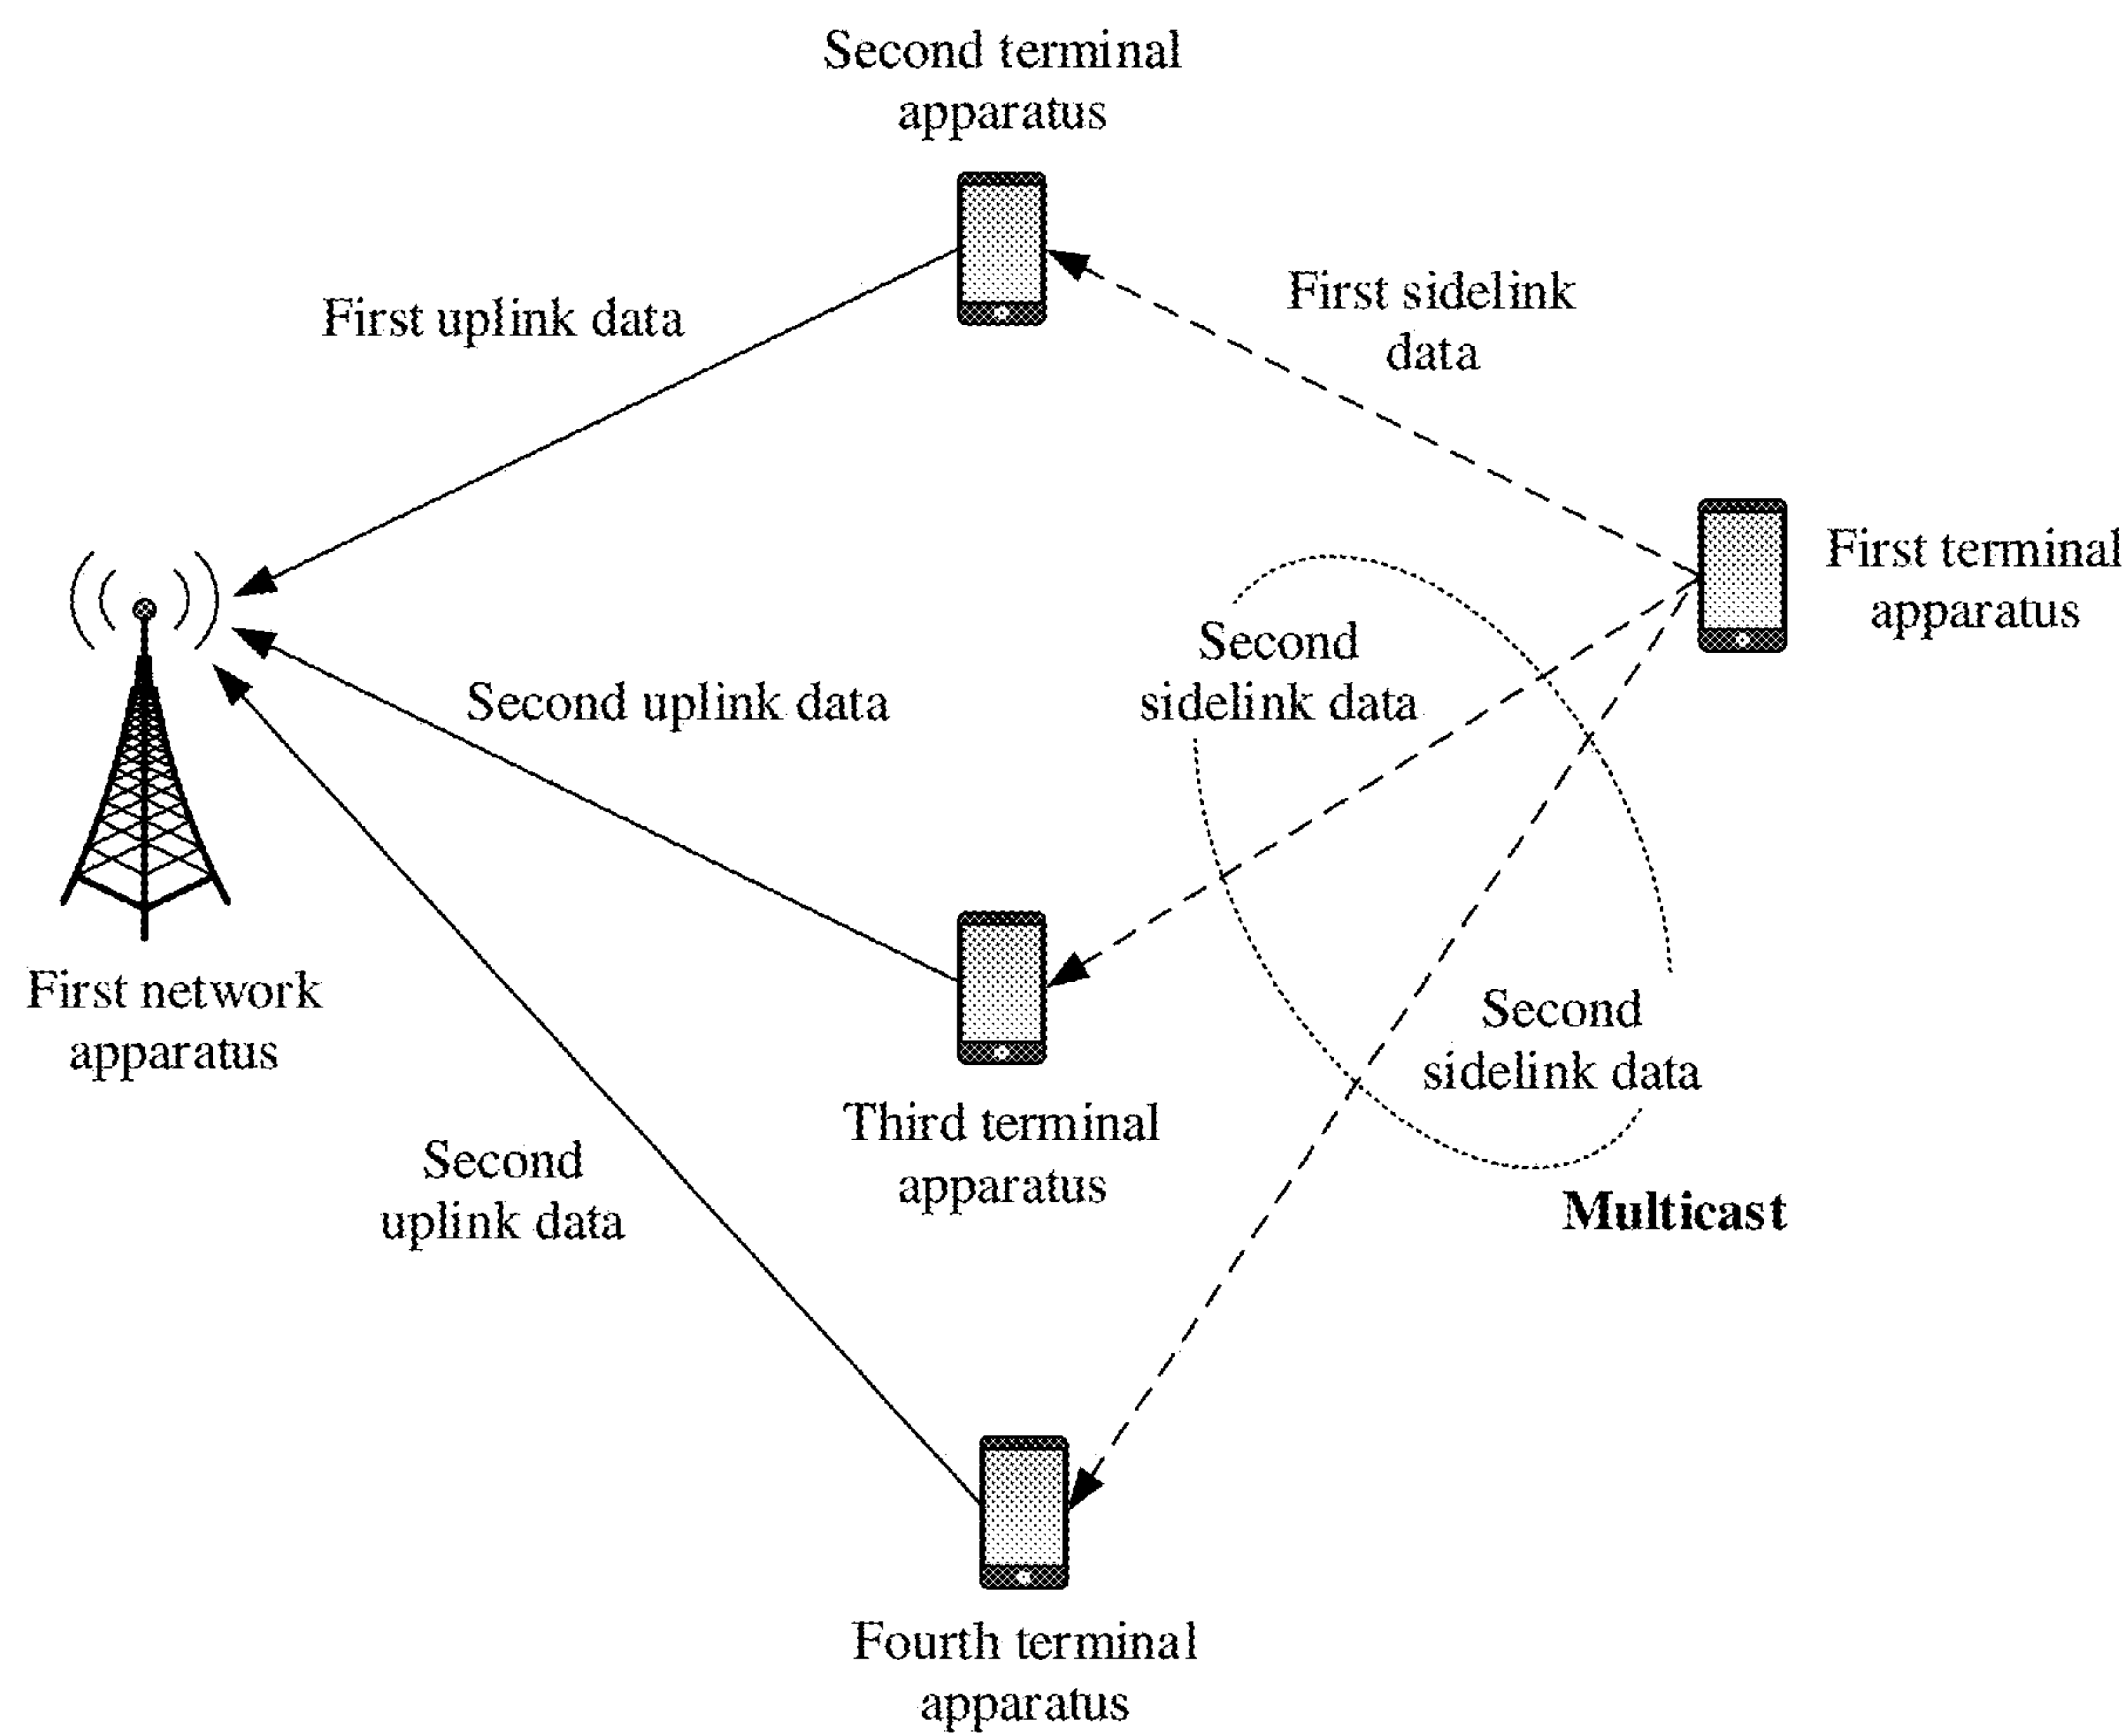 Second terminal
apparatus
First uplink data
First sidelink
data
First terminal
apparatus
Second
sidelink data
Second uplink data
First network
apparatus
Second
sidelink data
Third terminal
apparatus
Multicast
Second
uplink data
Fourth terminal
apparatus